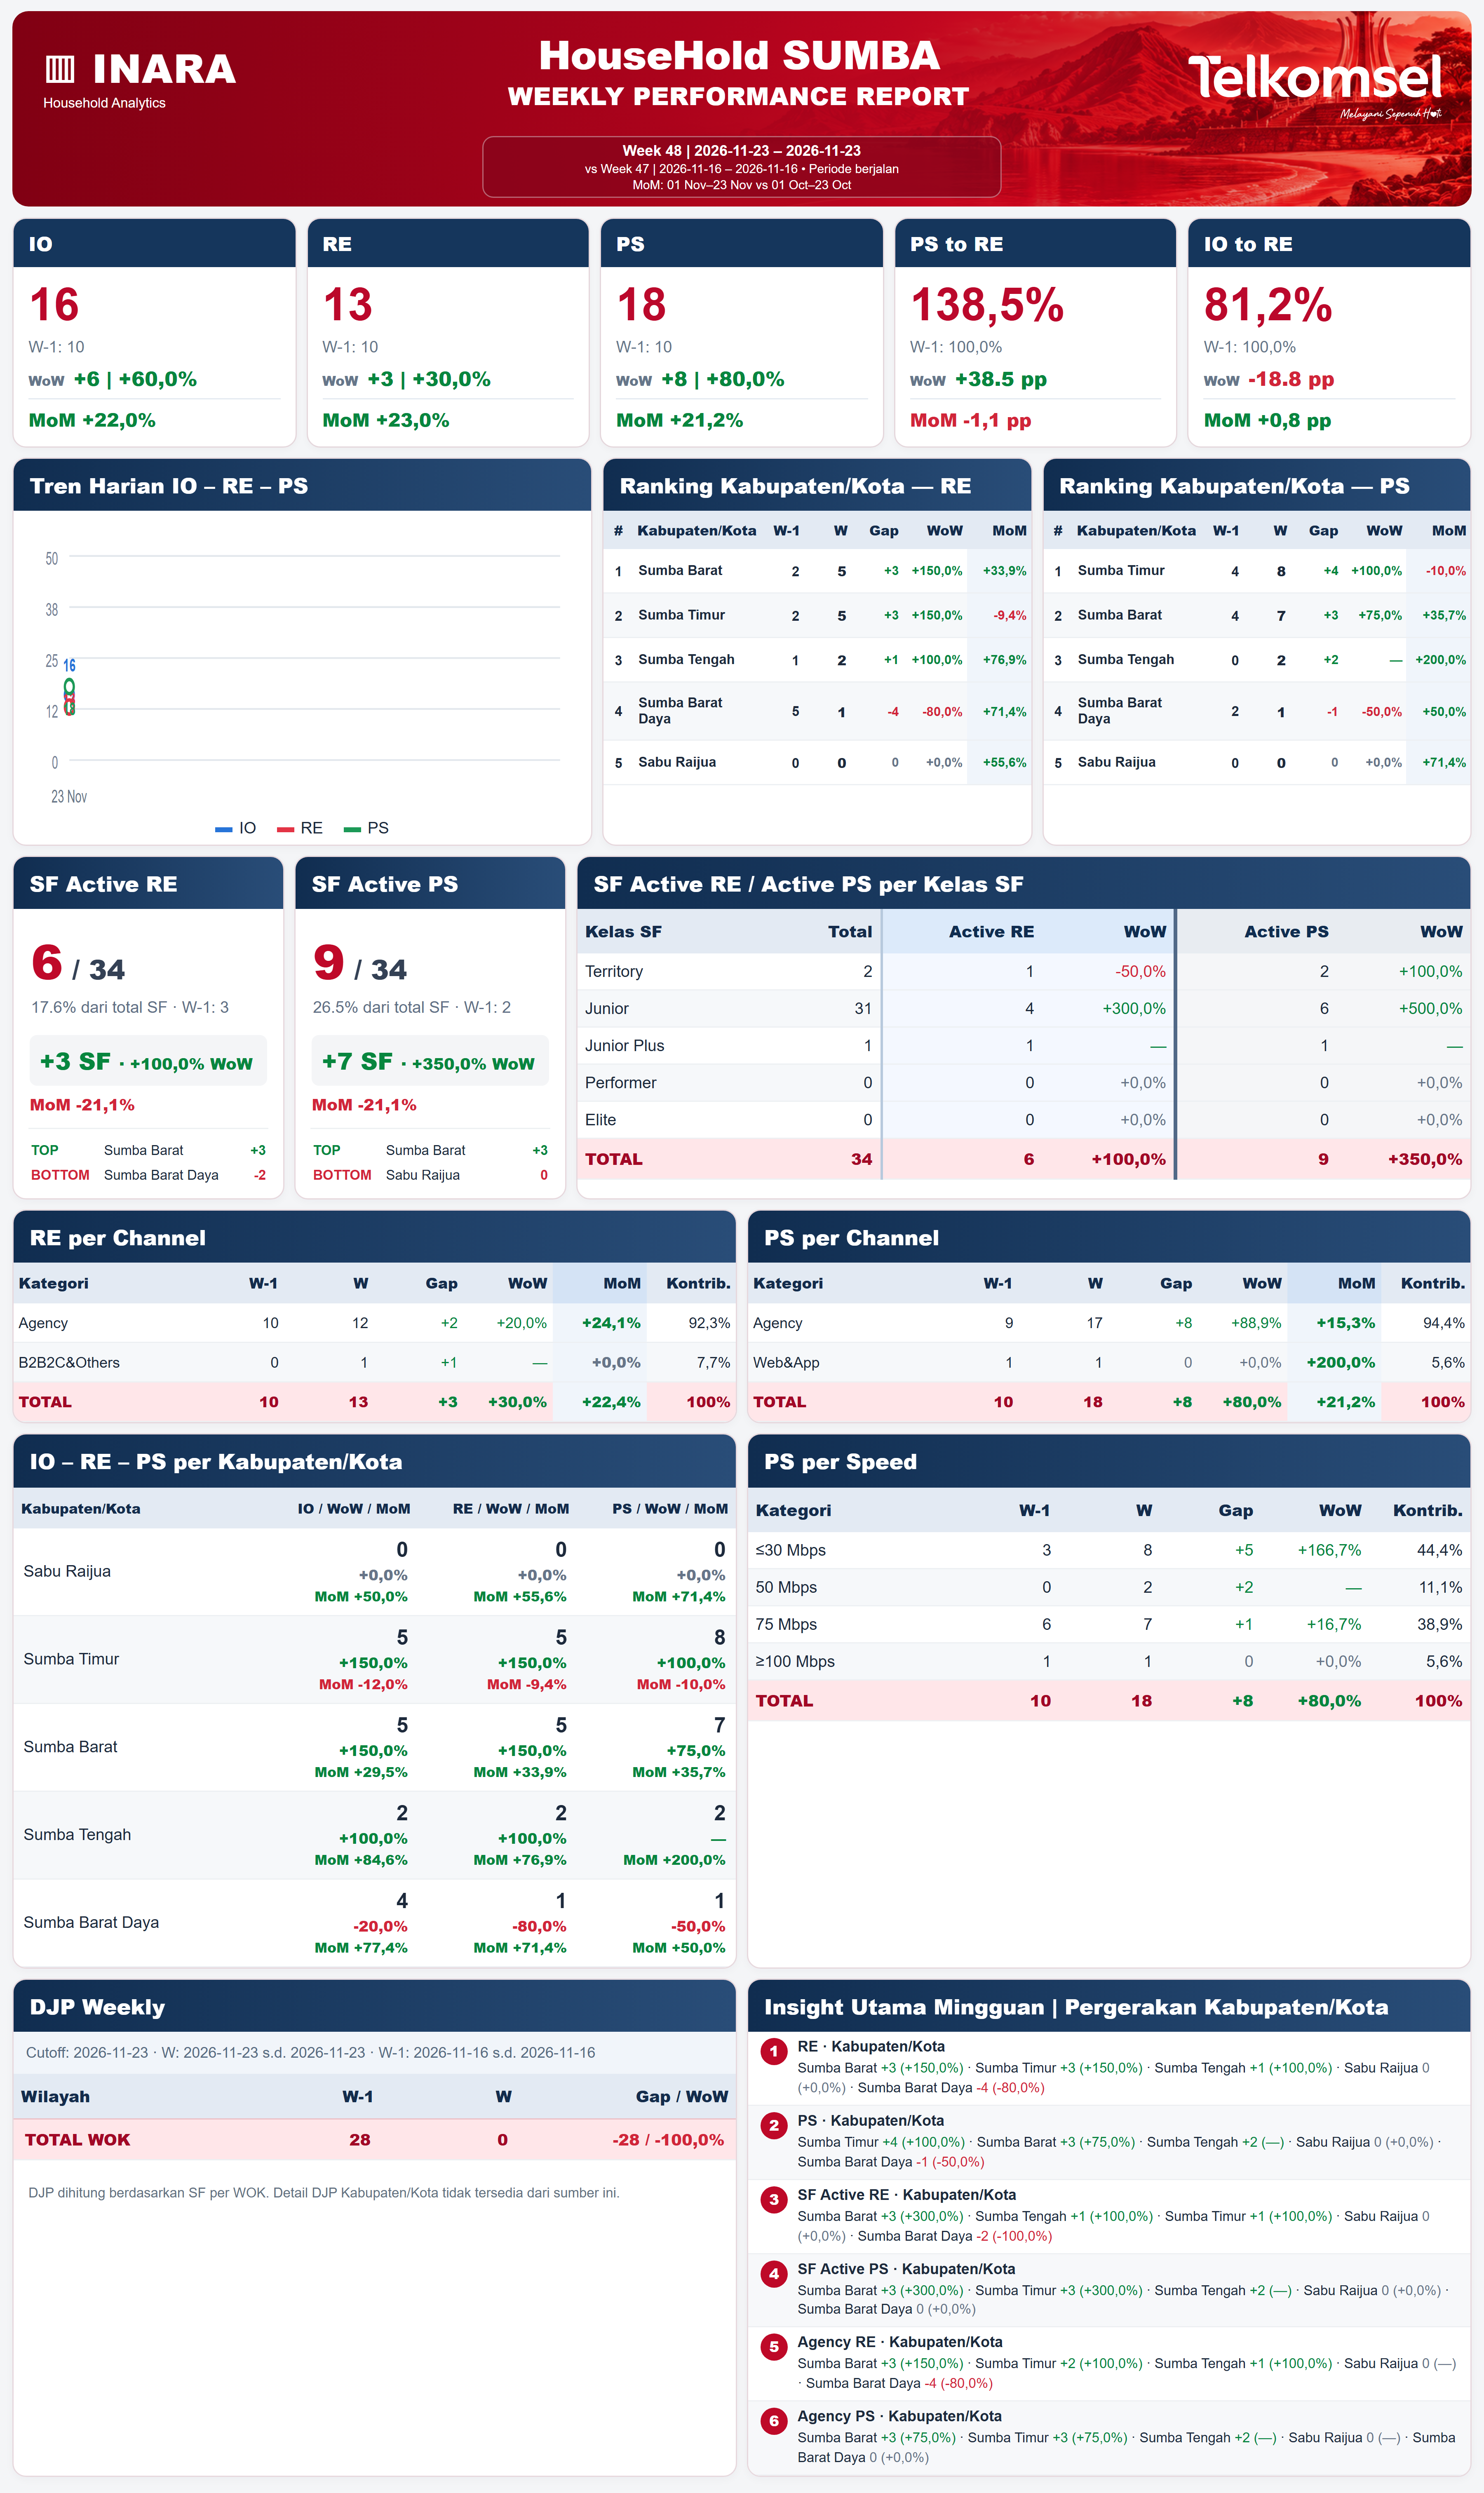 INARA
Household Analytics
HouseHold SUMBA
WEEKLY PERFORMANCE REPORT
Week 48 | 2026-11-23 – 2026-11-23
vs Week 47 | 2026-11-16 – 2026-11-16 • Periode berjalan
MoM: 01 Nov–23 Nov vs 01 Oct–23 Oct
Telkomsel
Melayani Sepenuh Hati
IO
16
W-1: 10
WoW +6 | +60,0%
MoM +22,0%
RE
13
W-1: 10
WoW +3 | +30,0%
MoM +23,0%
PS
18
W-1: 10
WoW +8 | +80,0%
MoM +21,2%
PS to RE
138,5%
W-1: 100,0%
WoW +38.5 pp
MoM -1,1 pp
IO to RE
81,2%
W-1: 100,0%
WoW -18.8 pp
MoM +0,8 pp
Tren Harian IO – RE – PS
50
38
25
16
12
0
23 Nov
IO RE PS
Ranking Kabupaten/Kota — RE
# Kabupaten/Kota W-1 W Gap WoW MoM
1 Sumba Barat 2 5 +3 +150,0% +33,9%
2 Sumba Timur 2 5 +3 +150,0% -9,4%
3 Sumba Tengah 1 2 +1 +100,0% +76,9%
4 Sumba Barat Daya 5 1 -4 -80,0% +71,4%
5 Sabu Raijua 0 0 0 +0,0% +55,6%
Ranking Kabupaten/Kota — PS
# Kabupaten/Kota W-1 W Gap WoW MoM
1 Sumba Timur 4 8 +4 +100,0% -10,0%
2 Sumba Barat 4 7 +3 +75,0% +35,7%
3 Sumba Tengah 0 2 +2 — +200,0%
4 Sumba Barat Daya 2 1 -1 -50,0% +50,0%
5 Sabu Raijua 0 0 0 +0,0% +71,4%
SF Active RE
6 / 34
17.6% dari total SF · W-1: 3
+3 SF · +100,0% WoW
MoM -21,1%
TOP Sumba Barat +3
BOTTOM Sumba Barat Daya -2
SF Active PS
9 / 34
26.5% dari total SF · W-1: 2
+7 SF · +350,0% WoW
MoM -21,1%
TOP Sumba Barat +3
BOTTOM Sabu Raijua 0
SF Active RE / Active PS per Kelas SF
Kelas SF Total Active RE WoW Active PS WoW
Territory 2 1 -50,0% 2 +100,0%
Junior 31 4 +300,0% 6 +500,0%
Junior Plus 1 1 — 1 —
Performer 0 0 +0,0% 0 +0,0%
Elite 0 0 +0,0% 0 +0,0%
TOTAL 34 6 +100,0% 9 +350,0%
RE per Channel
Kategori W-1 W Gap WoW MoM Kontrib.
Agency 10 12 +2 +20,0% +24,1% 92,3%
B2B2C&Others 0 1 +1 — +0,0% 7,7%
TOTAL 10 13 +3 +30,0% +22,4% 100%
PS per Channel
Kategori W-1 W Gap WoW MoM Kontrib.
Agency 9 17 +8 +88,9% +15,3% 94,4%
Web&App 1 1 0 +0,0% +200,0% 5,6%
TOTAL 10 18 +8 +80,0% +21,2% 100%
IO – RE – PS per Kabupaten/Kota
Kabupaten/Kota IO / WoW / MoM RE / WoW / MoM PS / WoW / MoM
0 0 0
Sabu Raijua +0,0% +0,0% +0,0%
MoM +50,0% MoM +55,6% MoM +71,4%
5 5 8
Sumba Timur +150,0% +150,0% +100,0%
MoM -12,0% MoM -9,4% MoM -10,0%
5 5 7
Sumba Barat +150,0% +150,0% +75,0%
MoM +29,5% MoM +33,9% MoM +35,7%
2 2 2
Sumba Tengah +100,0% +100,0% —
MoM +84,6% MoM +76,9% MoM +200,0%
4 1 1
Sumba Barat Daya -20,0% -80,0% -50,0%
MoM +77,4% MoM +71,4% MoM +50,0%
PS per Speed
Kategori W-1 W Gap WoW Kontrib.
≤30 Mbps 3 8 +5 +166,7% 44,4%
50 Mbps 0 2 +2 — 11,1%
75 Mbps 6 7 +1 +16,7% 38,9%
≥100 Mbps 1 1 0 +0,0% 5,6%
TOTAL 10 18 +8 +80,0% 100%
DJP Weekly
Cutoff: 2026-11-23 · W: 2026-11-23 s.d. 2026-11-23 · W-1: 2026-11-16 s.d. 2026-11-16
Wilayah W-1 W Gap / WoW
TOTAL WOK 28 0 -28 / -100,0%
DJP dihitung berdasarkan SF per WOK. Detail DJP Kabupaten/Kota tidak tersedia dari sumber ini.
Insight Utama Mingguan | Pergerakan Kabupaten/Kota
1 RE · Kabupaten/Kota
Sumba Barat +3 (+150,0%) · Sumba Timur +3 (+150,0%) · Sumba Tengah +1 (+100,0%) · Sabu Raijua 0
(+0,0%) · Sumba Barat Daya -4 (-80,0%)
2 PS · Kabupaten/Kota
Sumba Timur +4 (+100,0%) · Sumba Barat +3 (+75,0%) · Sumba Tengah +2 (—) · Sabu Raijua 0 (+0,0%) ·
Sumba Barat Daya -1 (-50,0%)
3 SF Active RE · Kabupaten/Kota
Sumba Barat +3 (+300,0%) · Sumba Tengah +1 (+100,0%) · Sumba Timur +1 (+100,0%) · Sabu Raijua 0
(+0,0%) · Sumba Barat Daya -2 (-100,0%)
4 SF Active PS · Kabupaten/Kota
Sumba Barat +3 (+300,0%) · Sumba Timur +3 (+300,0%) · Sumba Tengah +2 (—) · Sabu Raijua 0 (+0,0%) ·
Sumba Barat Daya 0 (+0,0%)
5 Agency RE · Kabupaten/Kota
Sumba Barat +3 (+150,0%) · Sumba Timur +2 (+100,0%) · Sumba Tengah +1 (+100,0%) · Sabu Raijua 0 (—)
· Sumba Barat Daya -4 (-80,0%)
6 Agency PS · Kabupaten/Kota
Sumba Barat +3 (+75,0%) · Sumba Timur +3 (+75,0%) · Sumba Tengah +2 (—) · Sabu Raijua 0 (—) · Sumba
Barat Daya 0 (+0,0%)